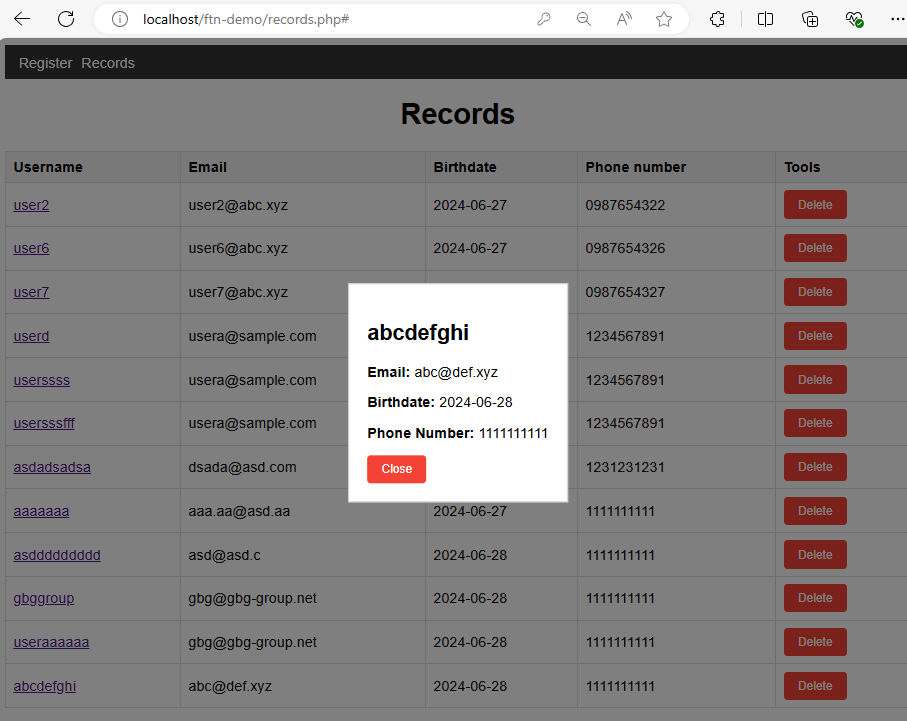 localhost/ftn-demo/records.php#
Register Records
Records
Username Email Birthdate Phone number Tools
user2 user2@abc.xyz 2024-06-27 0987654322 Delete
user6 user6@abc.xyz 2024-06-27 0987654326 Delete
user7 user7@abc.xyz 0987654327 Delete
userd usera@sample.com 1234567891 Delete
userssss usera@sample.com 1234567891 Delete
usersssfff usera@sample.com 1234567891 Delete
asdadsadsa dsada@asd.com 1231231231 Delete
aaaaaaa aaa.aa@asd.aa 2024-06-27 1111111111 Delete
asddddddddd asd@asd.c 2024-06-28 1111111111 Delete
gbggroup gbg@gbg-group.net 2024-06-28 1111111111 Delete
useraaaaaa gbg@gbg-group.net 2024-06-28 1111111111 Delete
abcdefghi abc@def.xyz 2024-06-28 1111111111 Delete
abcdefghi
Email: abc@def.xyz
Birthdate: 2024-06-28
Phone Number: 1111111111
Close